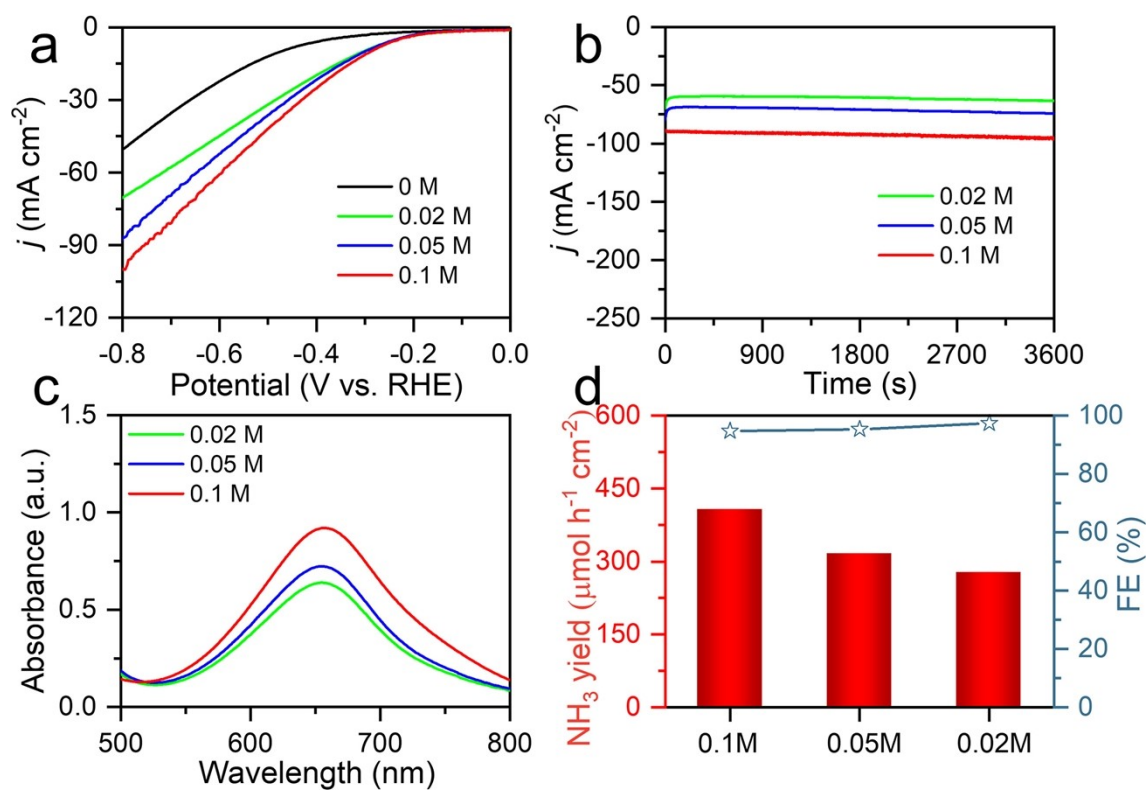 a
0
-30
-60
-90
-120
j (mA cm-2)
0 M
0.02 M
0.05 M
0.1 M
-0.8
-0.6
-0.4
-0.2
0.0
Potential (V vs. RHE)
b
0
-50
-100
-150
-200
-250
j (mA cm-2)
0.02 M
0.05 M
0.1 M
0
900
1800
2700
3600
Time (s)
c
1.5
1.0
0.5
0.0
Absorbance (a.u.)
0.02 M
0.05 M
0.1 M
500
600
700
800
Wavelength (nm)
d
600
450
300
150
0
NH3 yield (μmol h-1 cm-2)
100
80
60
40
20
0
FE (%)
0.1M
0.05M
0.02M